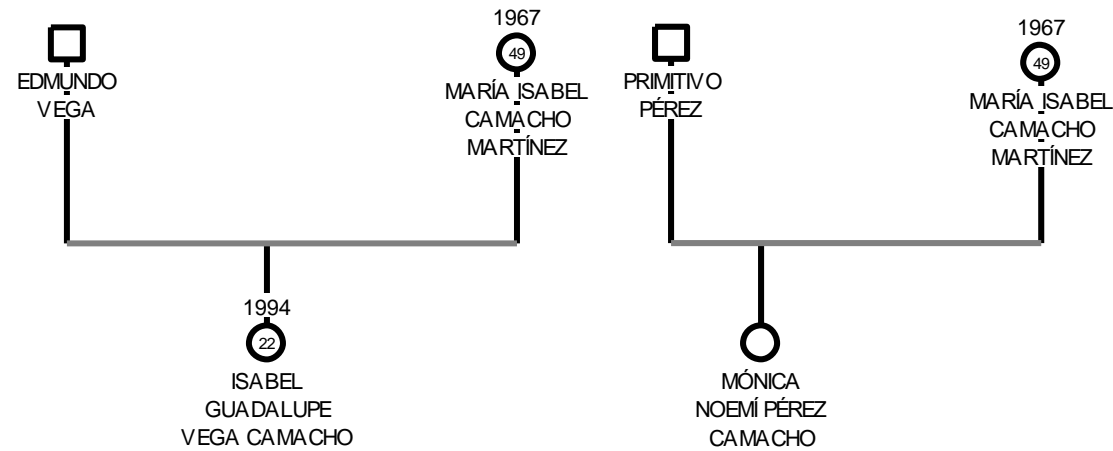 EDMUNDO
VEGA
1967
49
MARÍA ISABEL
CAMACHO
MARTÍNEZ
1994
22
ISABEL
GUADALUPE
VEGA CAMACHO
PRIMITIVO
PÉREZ
1967
49
MARÍA ISABEL
CAMACHO
MARTÍNEZ
MÓNICA
NOEMÍ PÉREZ
CAMACHO